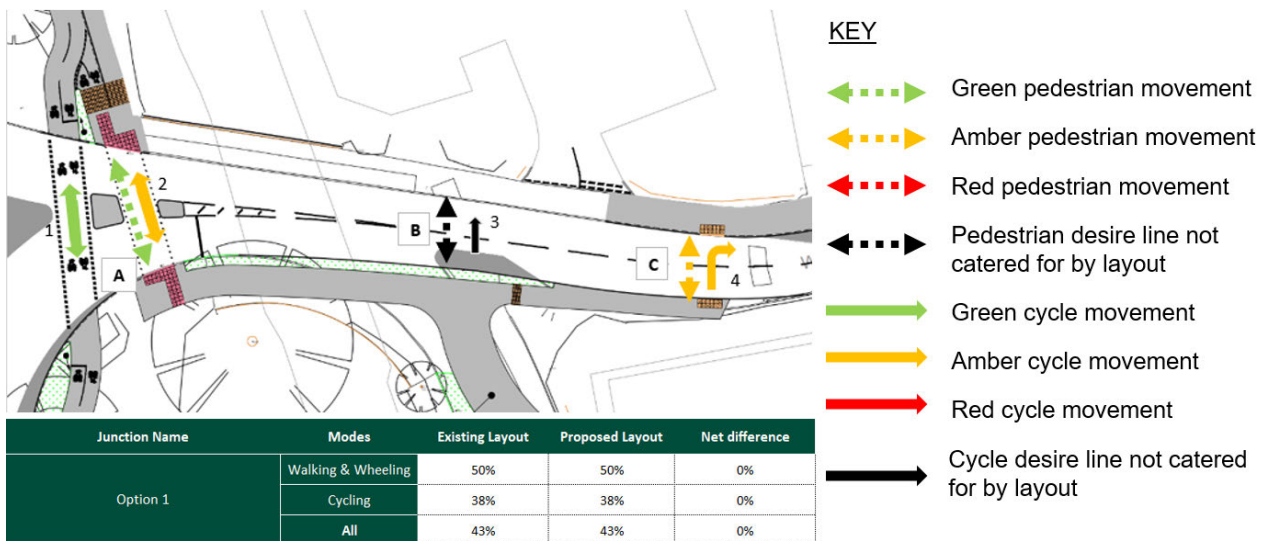 KEY
Green pedestrian movement
Amber pedestrian movement
Red pedestrian movement
Pedestrian desire line not
catered for by layout
Green cycle movement
Amber cycle movement
Red cycle movement
Cycle desire line not catered
for by layout
1
2
A
B
3
C
4
Junction Name Modes Existing Layout Proposed Layout Net difference
Option 1
Walking & Wheeling 50% 50% 0%
Cycling 38% 38% 0%
All 43% 43% 0%